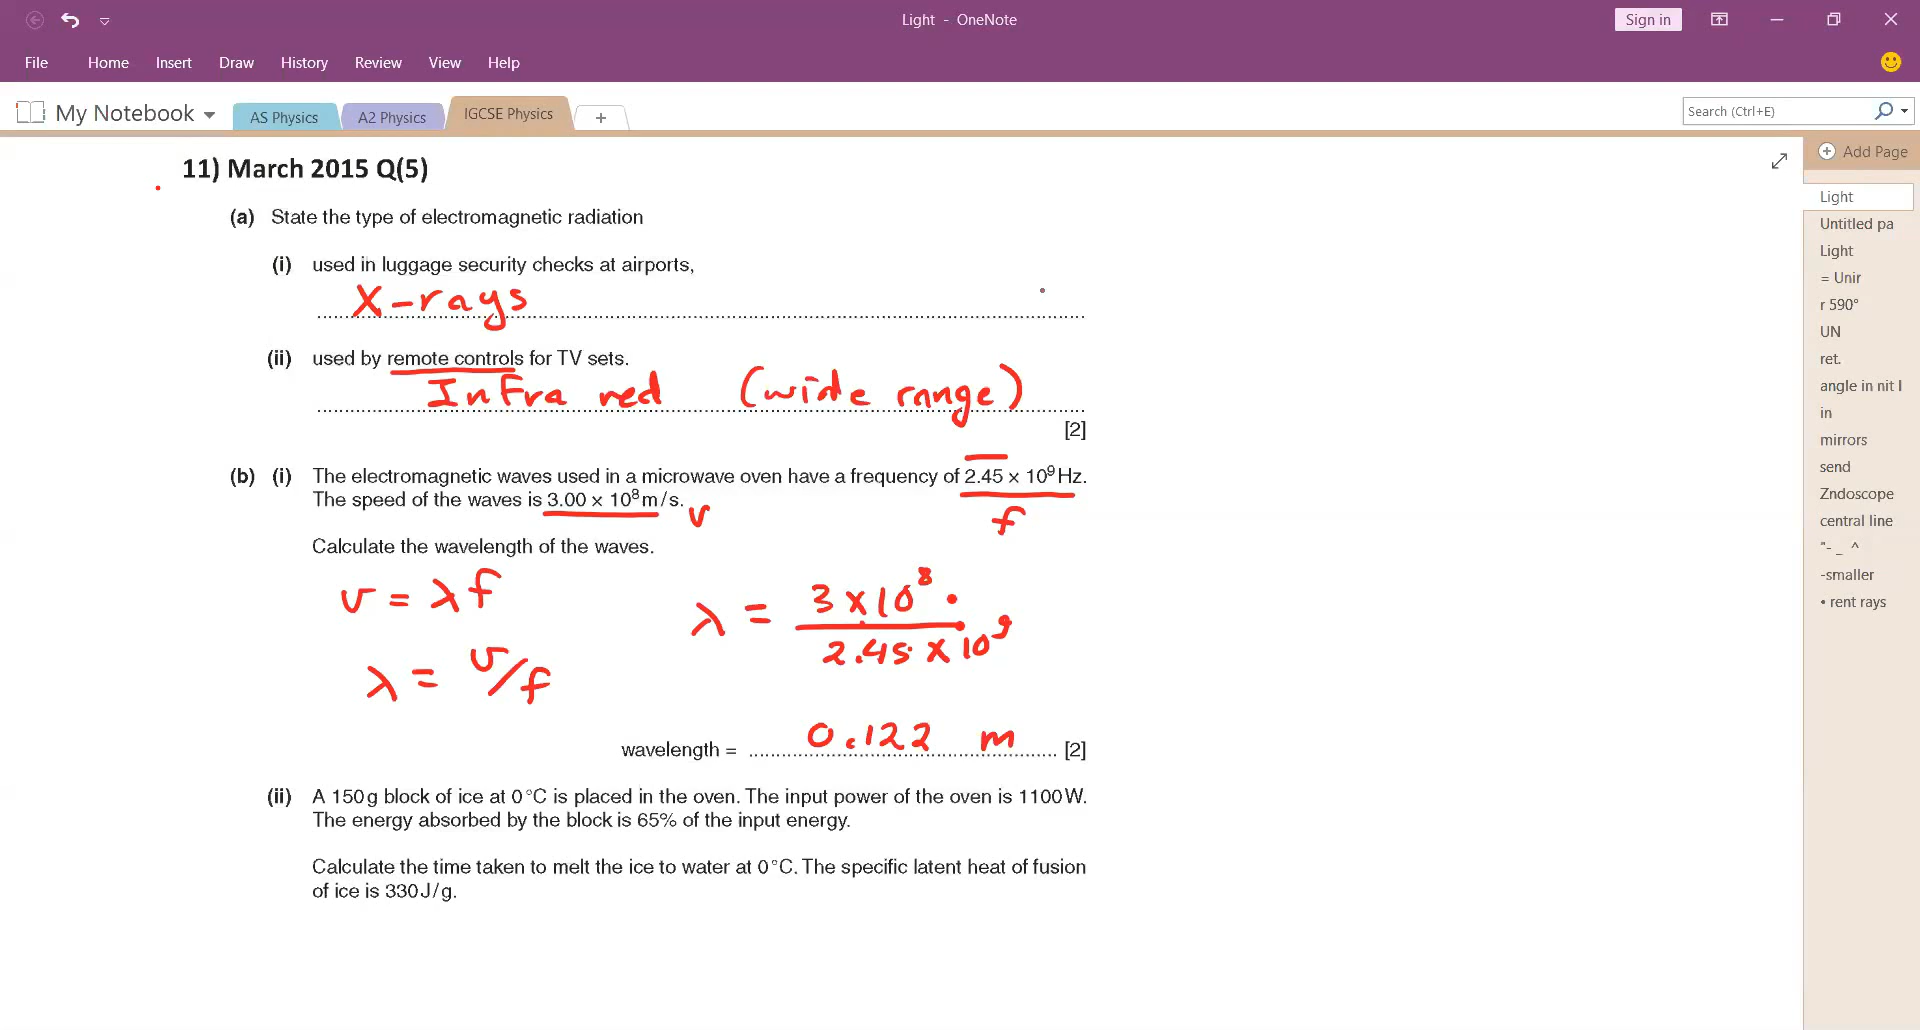 Light - OneNote
Sign in
File Home Insert Draw History Review View Help
My Notebook
AS Physics
A2 Physics
IGCSE Physics
+
Search (Ctrl+E)
Add Page
Light
Untitled pa
Light
= Unir
r 590°
UN
ret.
angle in nit I
in
mirrors
send
Zndoscope
central line
"- _ ^
-smaller
• rent rays
11) March 2015 Q(5)
(a) State the type of electromagnetic radiation
(i) used in luggage security checks at airports,
X-rays
(ii) used by remote controls for TV sets.
Infra red (wide range)
[2]
(b) (i) The electromagnetic waves used in a microwave oven have a frequency of 2.45 × 10⁹ Hz.
The speed of the waves is 3.00 × 10⁸ m/s.
v
f
Calculate the wavelength of the waves.
v = λf
λ = v/f
λ = 3 × 10⁸
2.45 × 10⁹
wavelength = 0.122 m [2]
(ii) A 150 g block of ice at 0 °C is placed in the oven. The input power of the oven is 1100 W.
The energy absorbed by the block is 65% of the input energy.
Calculate the time taken to melt the ice to water at 0 °C. The specific latent heat of fusion
of ice is 330 J/g.